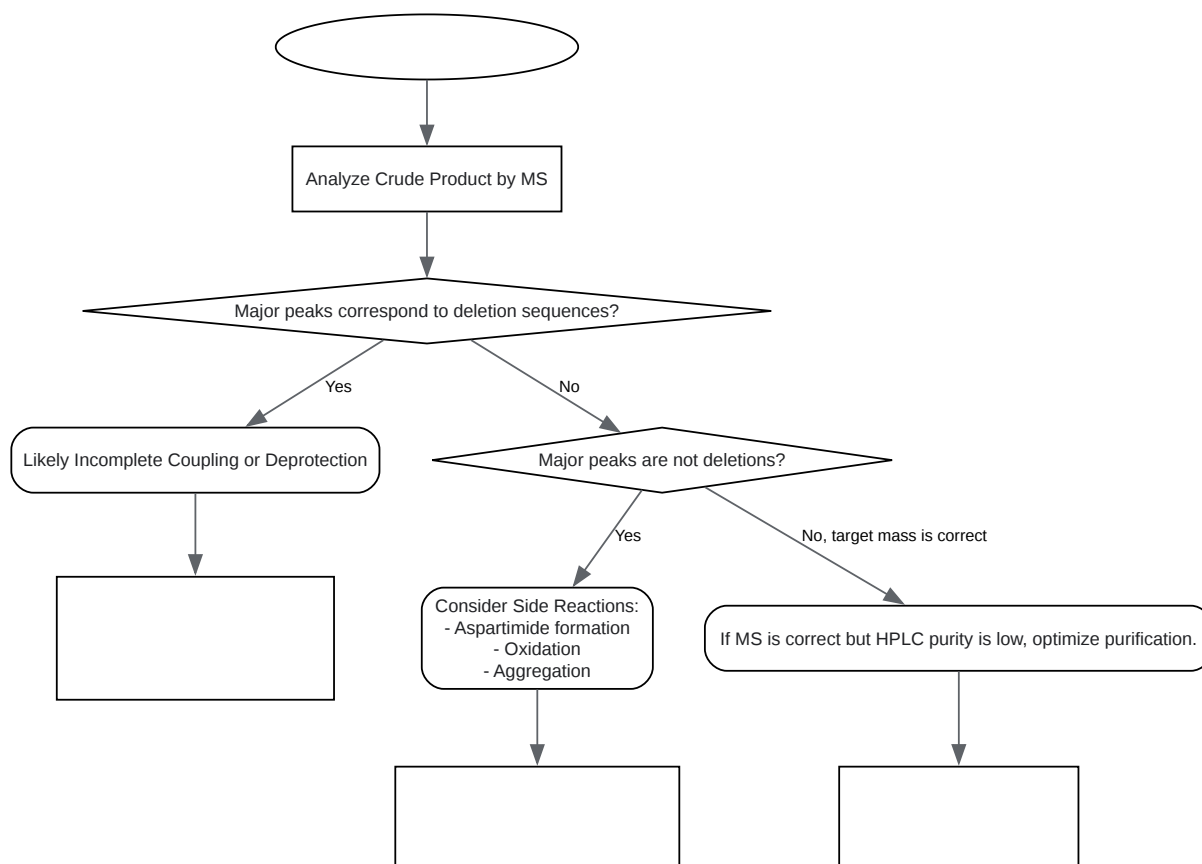 Analyze Crude Product by MS
Major peaks correspond to deletion sequences?
Yes
No
Likely Incomplete Coupling or Deprotection
Major peaks are not deletions?
Yes
No, target mass is correct
Consider Side Reactions:
- Aspartimide formation
- Oxidation
- Aggregation
If MS is correct but HPLC purity is low, optimize purification.